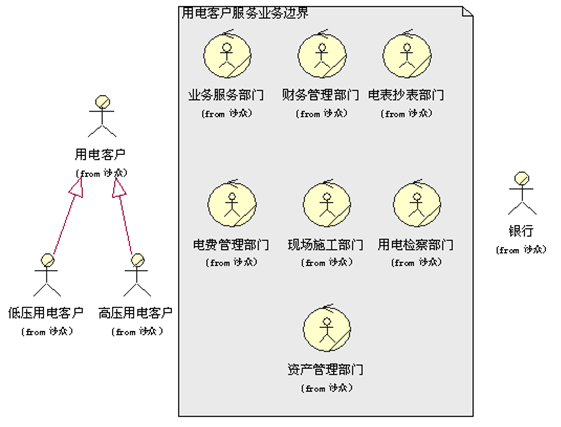 用电客户服务业务边界
业务服务部门 财务管理部门 电表抄表部门
(from 涉众) (from 涉众) (from 涉众)
用电客户
(from 涉众)
电费管理部门 现场施工部门 用电检察部门
(from 涉众) (from 涉众) (from 涉众)
银行
(from 涉众)
低压用电客户 高压用电客户
(from 涉众) (from 涉众)
资产管理部门
(from 涉众)